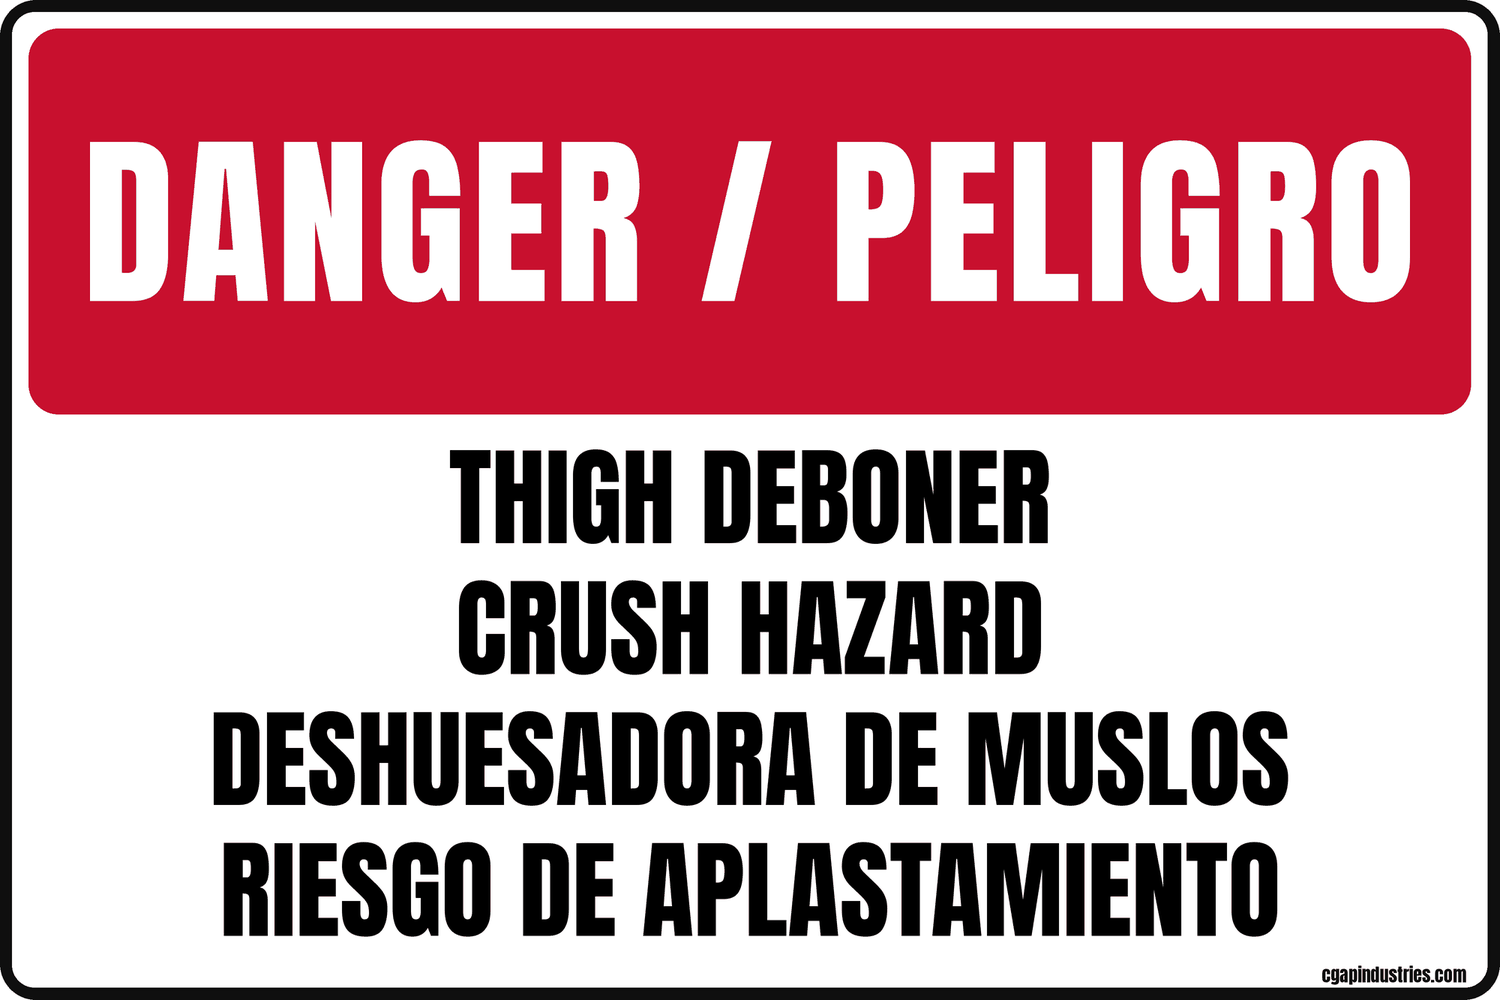 DANGER / PELIGRO
THIGH DEBONER
CRUSH HAZARD
DESHUESADORA DE MUSLOS
RIESGO DE APLASTAMIENTO
cgapindustries.com